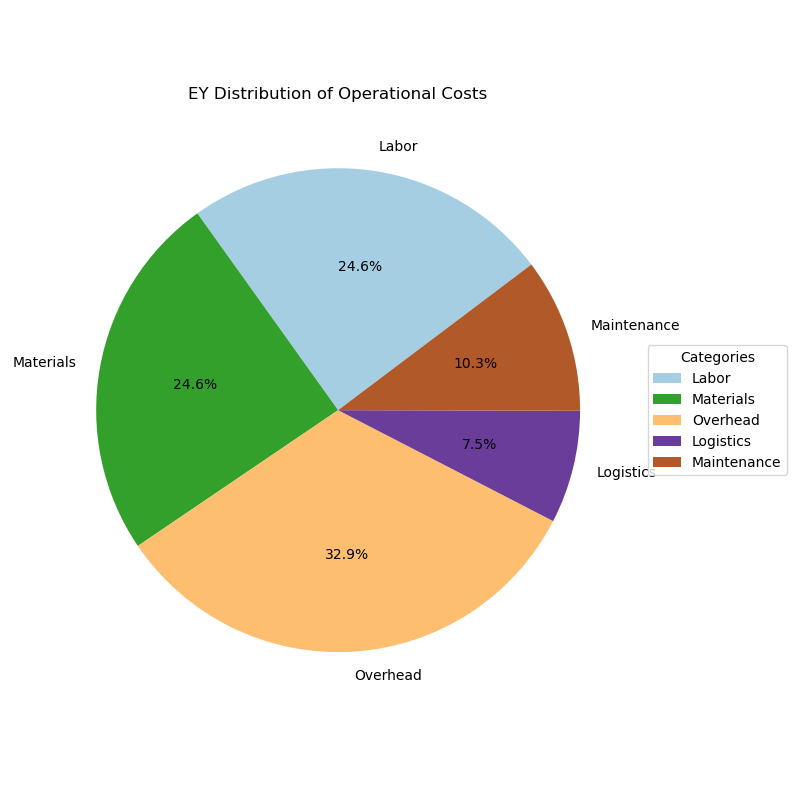 EY Distribution of Operational Costs
Labor
24.6%
Maintenance
10.3%
Materials
24.6%
Categories
Labor
Materials
Overhead
Logistics
Maintenance
7.5%
Logistics
32.9%
Overhead